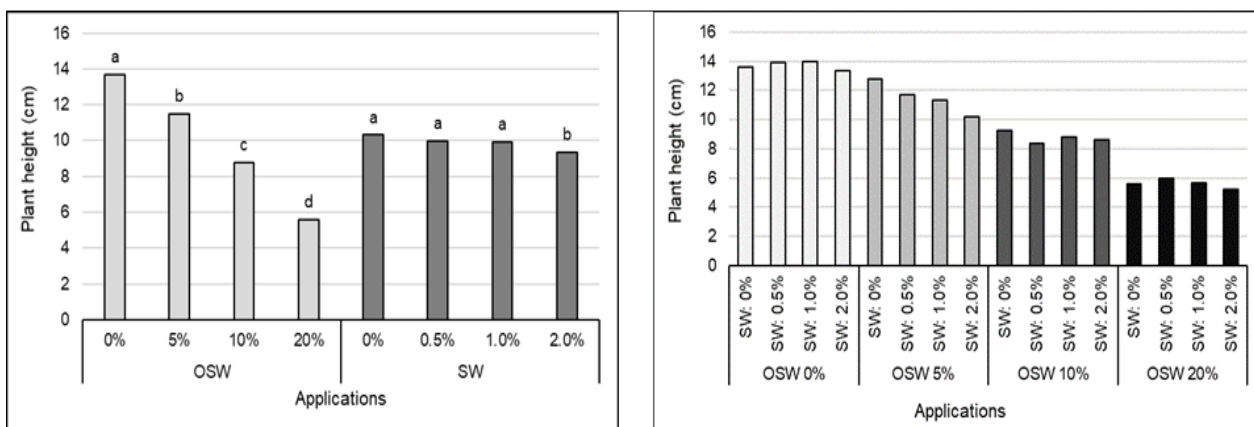 16
14
12
10
8
6
4
2
0
Plant height (cm)
a
b
c
d
a
a
a
b
0% 5% 10% 20% 0% 0.5% 1.0% 2.0%
OSW SW
Applications
16
14
12
10
8
6
4
2
0
Plant height (cm)
SW: 0%
SW: 0.5%
SW: 1.0%
SW: 2.0%
SW: 0%
SW: 0.5%
SW: 1.0%
SW: 2.0%
SW: 0%
SW: 0.5%
SW: 1.0%
SW: 2.0%
SW: 0%
SW: 0.5%
SW: 1.0%
SW: 2.0%
OSW 0% OSW 5% OSW 10% OSW 20%
Applications